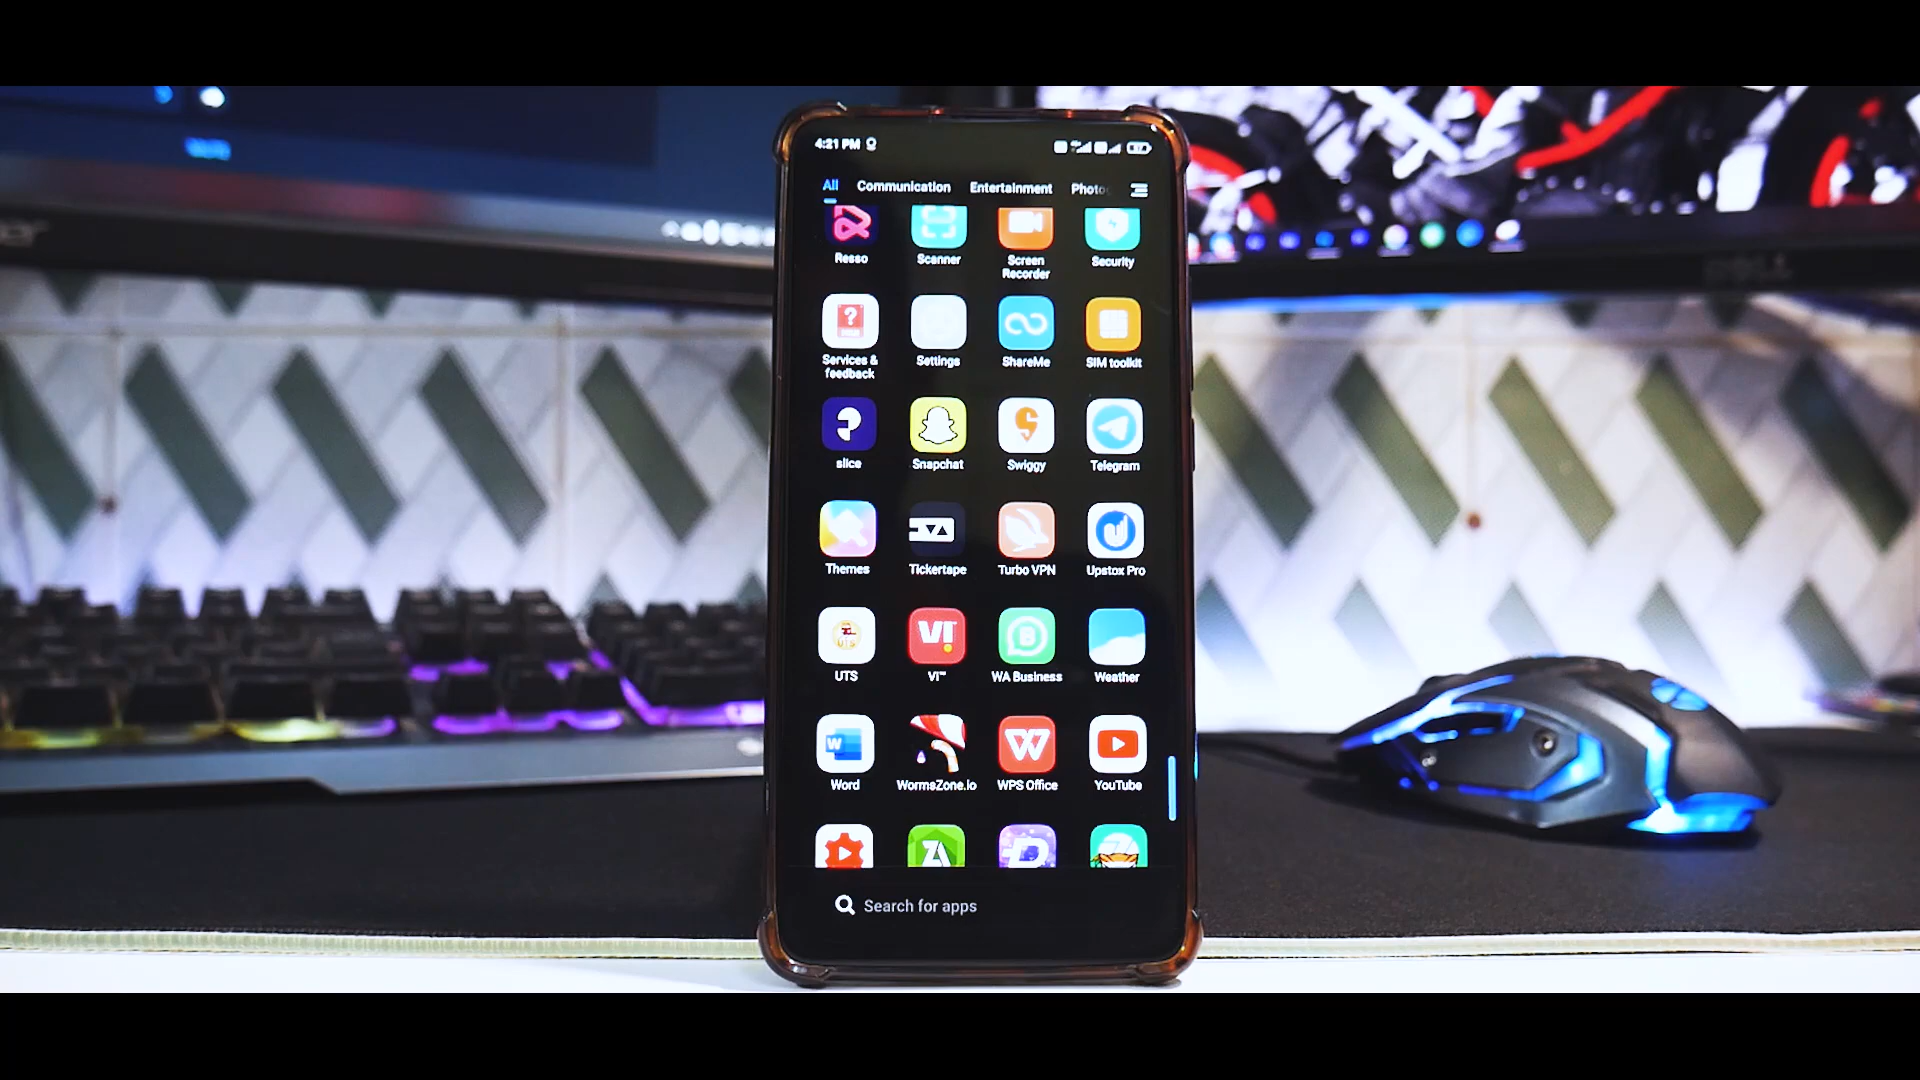 4:21 PM
All Communication Entertainment Photo
Resso Scanner Screen Recorder Security
Services & feedback Settings ShareMe SIM toolkit
slice Snapchat Swiggy Telegram
Themes Tickertape Turbo VPN Upstox Pro
UTS VI™ WA Business Weather
Word WormsZone.io WPS Office YouTube
Search for apps
DELL